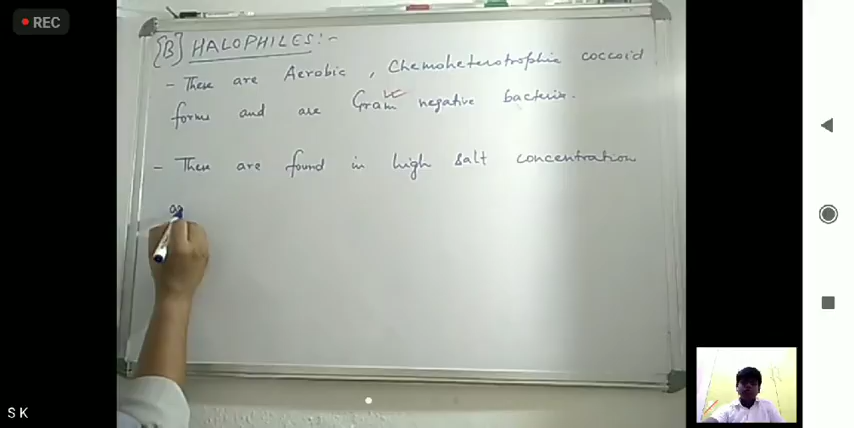 REC
[B] HALOPHILES :-
- These are Aerobic, Chemoheterotrophic coccoid
forms and are Gram negative bacteria.
- These are found in high salt concentration
S K